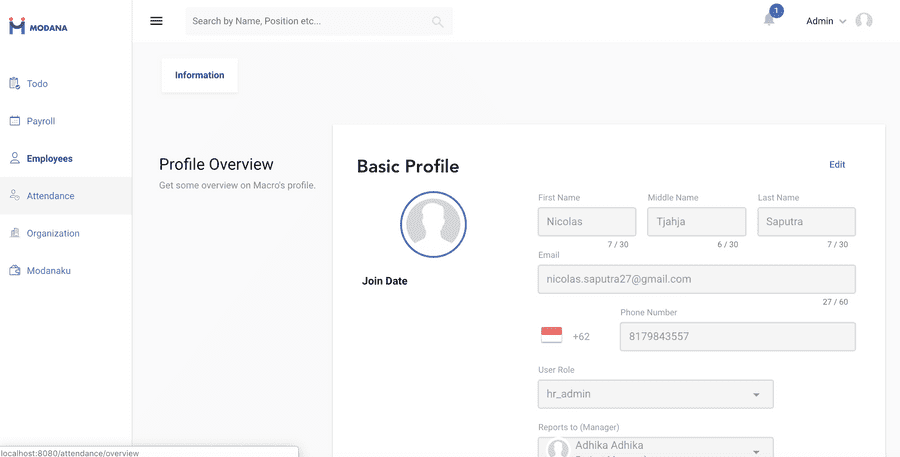 MODANA
Search by Name, Position etc...
1
Admin
Todo
Payroll
Employees
Attendance
Organization
Modanaku
Information
Profile Overview
Get some overview on Macro's profile.
Basic Profile
Edit
Join Date
First Name
Middle Name
Last Name
Nicolas
Tjahja
Saputra
7 / 30
6 / 30
7 / 30
Email
nicolas.saputra27@gmail.com
27 / 60
Phone Number
+62
8179843557
User Role
hr_admin
Reports to (Manager)
Adhika Adhika
localhost:8080/attendance/overview